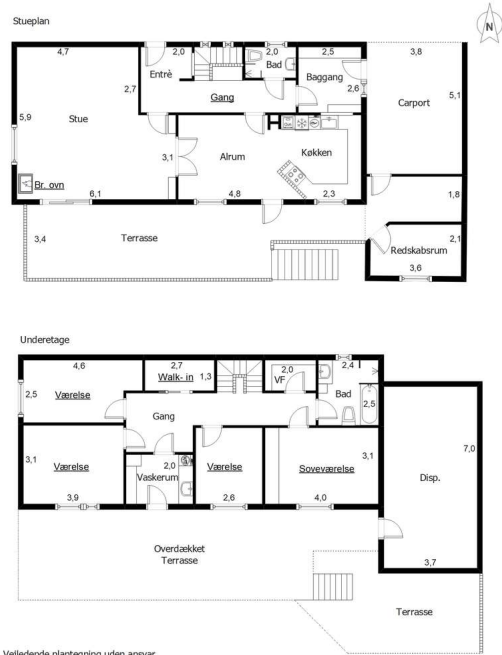 Stueplan
N
4,7
2,0
2,0
2,5
3,8
Entrè
Bad
Baggang
2,7
2,6
5,1
Gang
Carport
5,9
Stue
3,1
Alrum
Køkken
Br. ovn
1,8
6,1
4,8
2,3
3,4
Terrasse
2,1
Redskabsrum
3,6
Underetage
4,6
2,7
2,0
2,4
Walk- in
1,3
VF
2,5
Værelse
Bad
2,5
Gang
7,0
3,1
Værelse
2,0
Værelse
Soveværelse
3,1
Vaskerum
Disp.
3,9
2,6
4,0
Overdækket
Terrasse
3,7
Terrasse
Vejledende plantegning uden ansvar